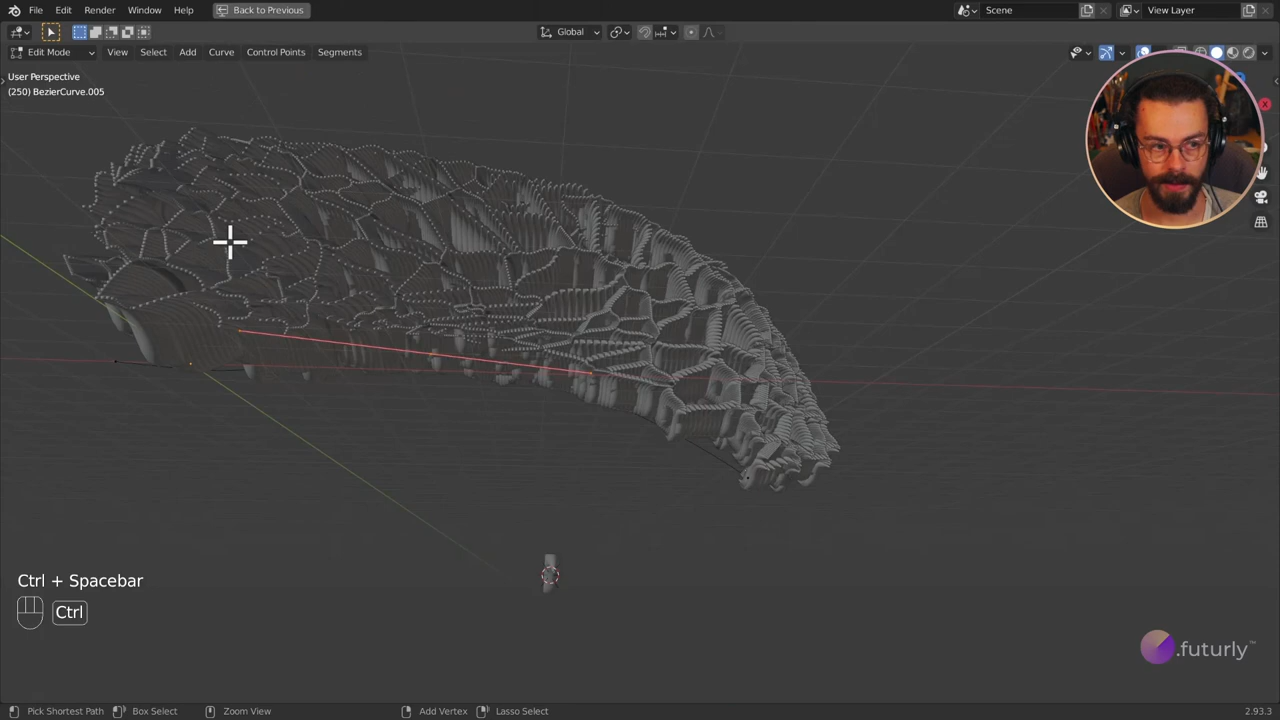 File Edit Render Window Help Back to Previous Scene View Layer
Global
Edit Mode View Select Add Curve Control Points Segments
User Perspective
(250) BezierCurve.005
Ctrl + Spacebar
Ctrl
.futurly™
Pick Shortest Path Box Select Zoom View Add Vertex Lasso Select 2.93.3